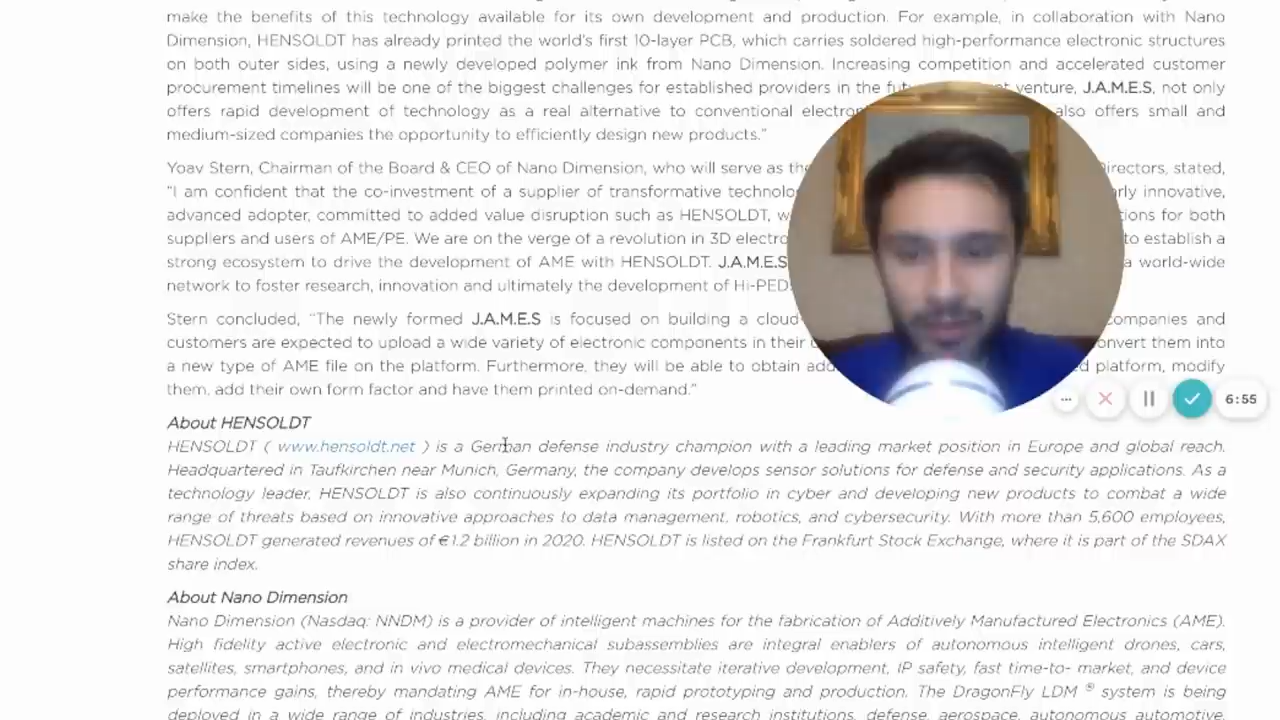 make the benefits of this technology available for its own development and production. For example, in collaboration with Nano
Dimension, HENSOLDT has already printed the world's first 10-layer PCB, which carries soldered high-performance electronic structures
on both outer sides, using a newly developed polymer ink from Nano Dimension. Increasing competition and accelerated customer
procurement timelines will be one of the biggest challenges for established providers in the venture, J.A.M.E.S, not only
offers rapid development of technology as a real alternative to conventional also offers small and
medium-sized companies the opportunity to efficiently design new products."
Yoav Stern, Chairman of the Board & CEO of Nano Dimension, who will serve as stated,
"I am confident that the co-investment of a supplier of transformative innovative,
advanced adopter, committed to added value disruption such as HENSOLDT, for both
suppliers and users of AME/PE. We are on the verge of a revolution in 3D to establish a
strong ecosystem to drive the development of AME with HENSOLDT. J.A.M.E.S a world-wide
network to foster research, innovation and ultimately the development of
Stern concluded, "The newly formed J.A.M.E.S is focused on building a companies and
customers are expected to upload a wide variety of electronic components in their them into
a new type of AME file on the platform. Furthermore, they will be able to obtain platform, modify
them, add their own form factor and have them printed on-demand."
About HENSOLDT
HENSOLDT ( www.hensoldt.net ) is a German defense industry champion with a leading market position in Europe and global reach.
6:55
Headquartered in Taufkirchen near Munich, Germany, the company develops sensor solutions for defense and security applications. As a
technology leader, HENSOLDT is also continuously expanding its portfolio in cyber and developing new products to combat a wide
range of threats based on innovative approaches to data management, robotics, and cybersecurity. With more than 5,600 employees,
HENSOLDT generated revenues of €1.2 billion in 2020. HENSOLDT is listed on the Frankfurt Stock Exchange, where it is part of the SDAX
share index.
About Nano Dimension
Nano Dimension (Nasdaq: NNDM) is a provider of intelligent machines for the fabrication of Additively Manufactured Electronics (AME).
High fidelity active electronic and electromechanical subassemblies are integral enablers of autonomous intelligent drones, cars,
satellites, smartphones, and in vivo medical devices. They necessitate iterative development, IP safety, fast time-to- market, and device
performance gains, thereby mandating AME for in-house, rapid prototyping and production. The DragonFly LDM ® system is being
deployed in a wide range of industries, including academic and research institutions, defense, aerospace, autonomous automotive,